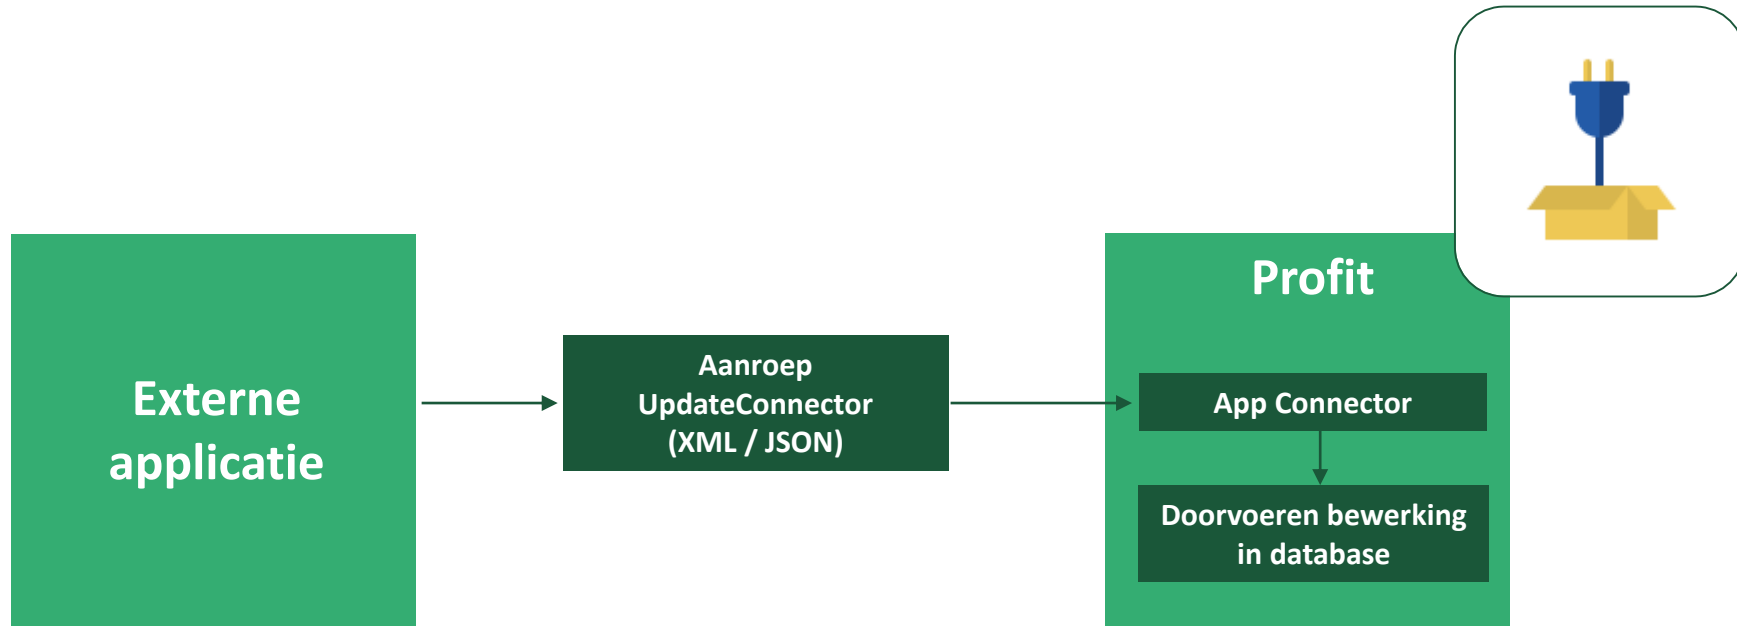 Externe
applicatie
Aanroep
UpdateConnector
(XML / JSON)
Profit
App Connector
Doorvoeren bewerking
in database